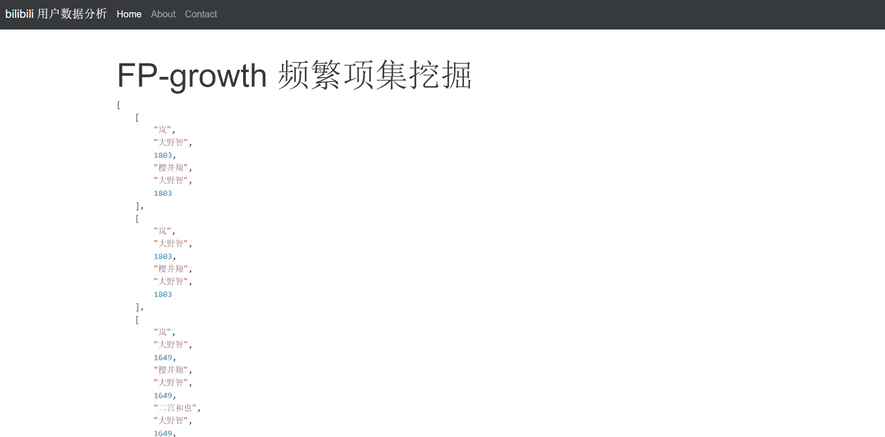 bilibili 用户数据分析 Home About Contact
FP-growth 频繁项集挖掘
[
[
"岚",
"大野智",
1803,
"樱井翔",
"大野智",
1803
],
[
"岚",
"大野智",
1803,
"樱井翔",
"大野智",
1803
],
[
"岚",
"大野智",
1649,
"樱井翔",
"大野智",
1649,
"二宫和也",
"大野智",
1649,